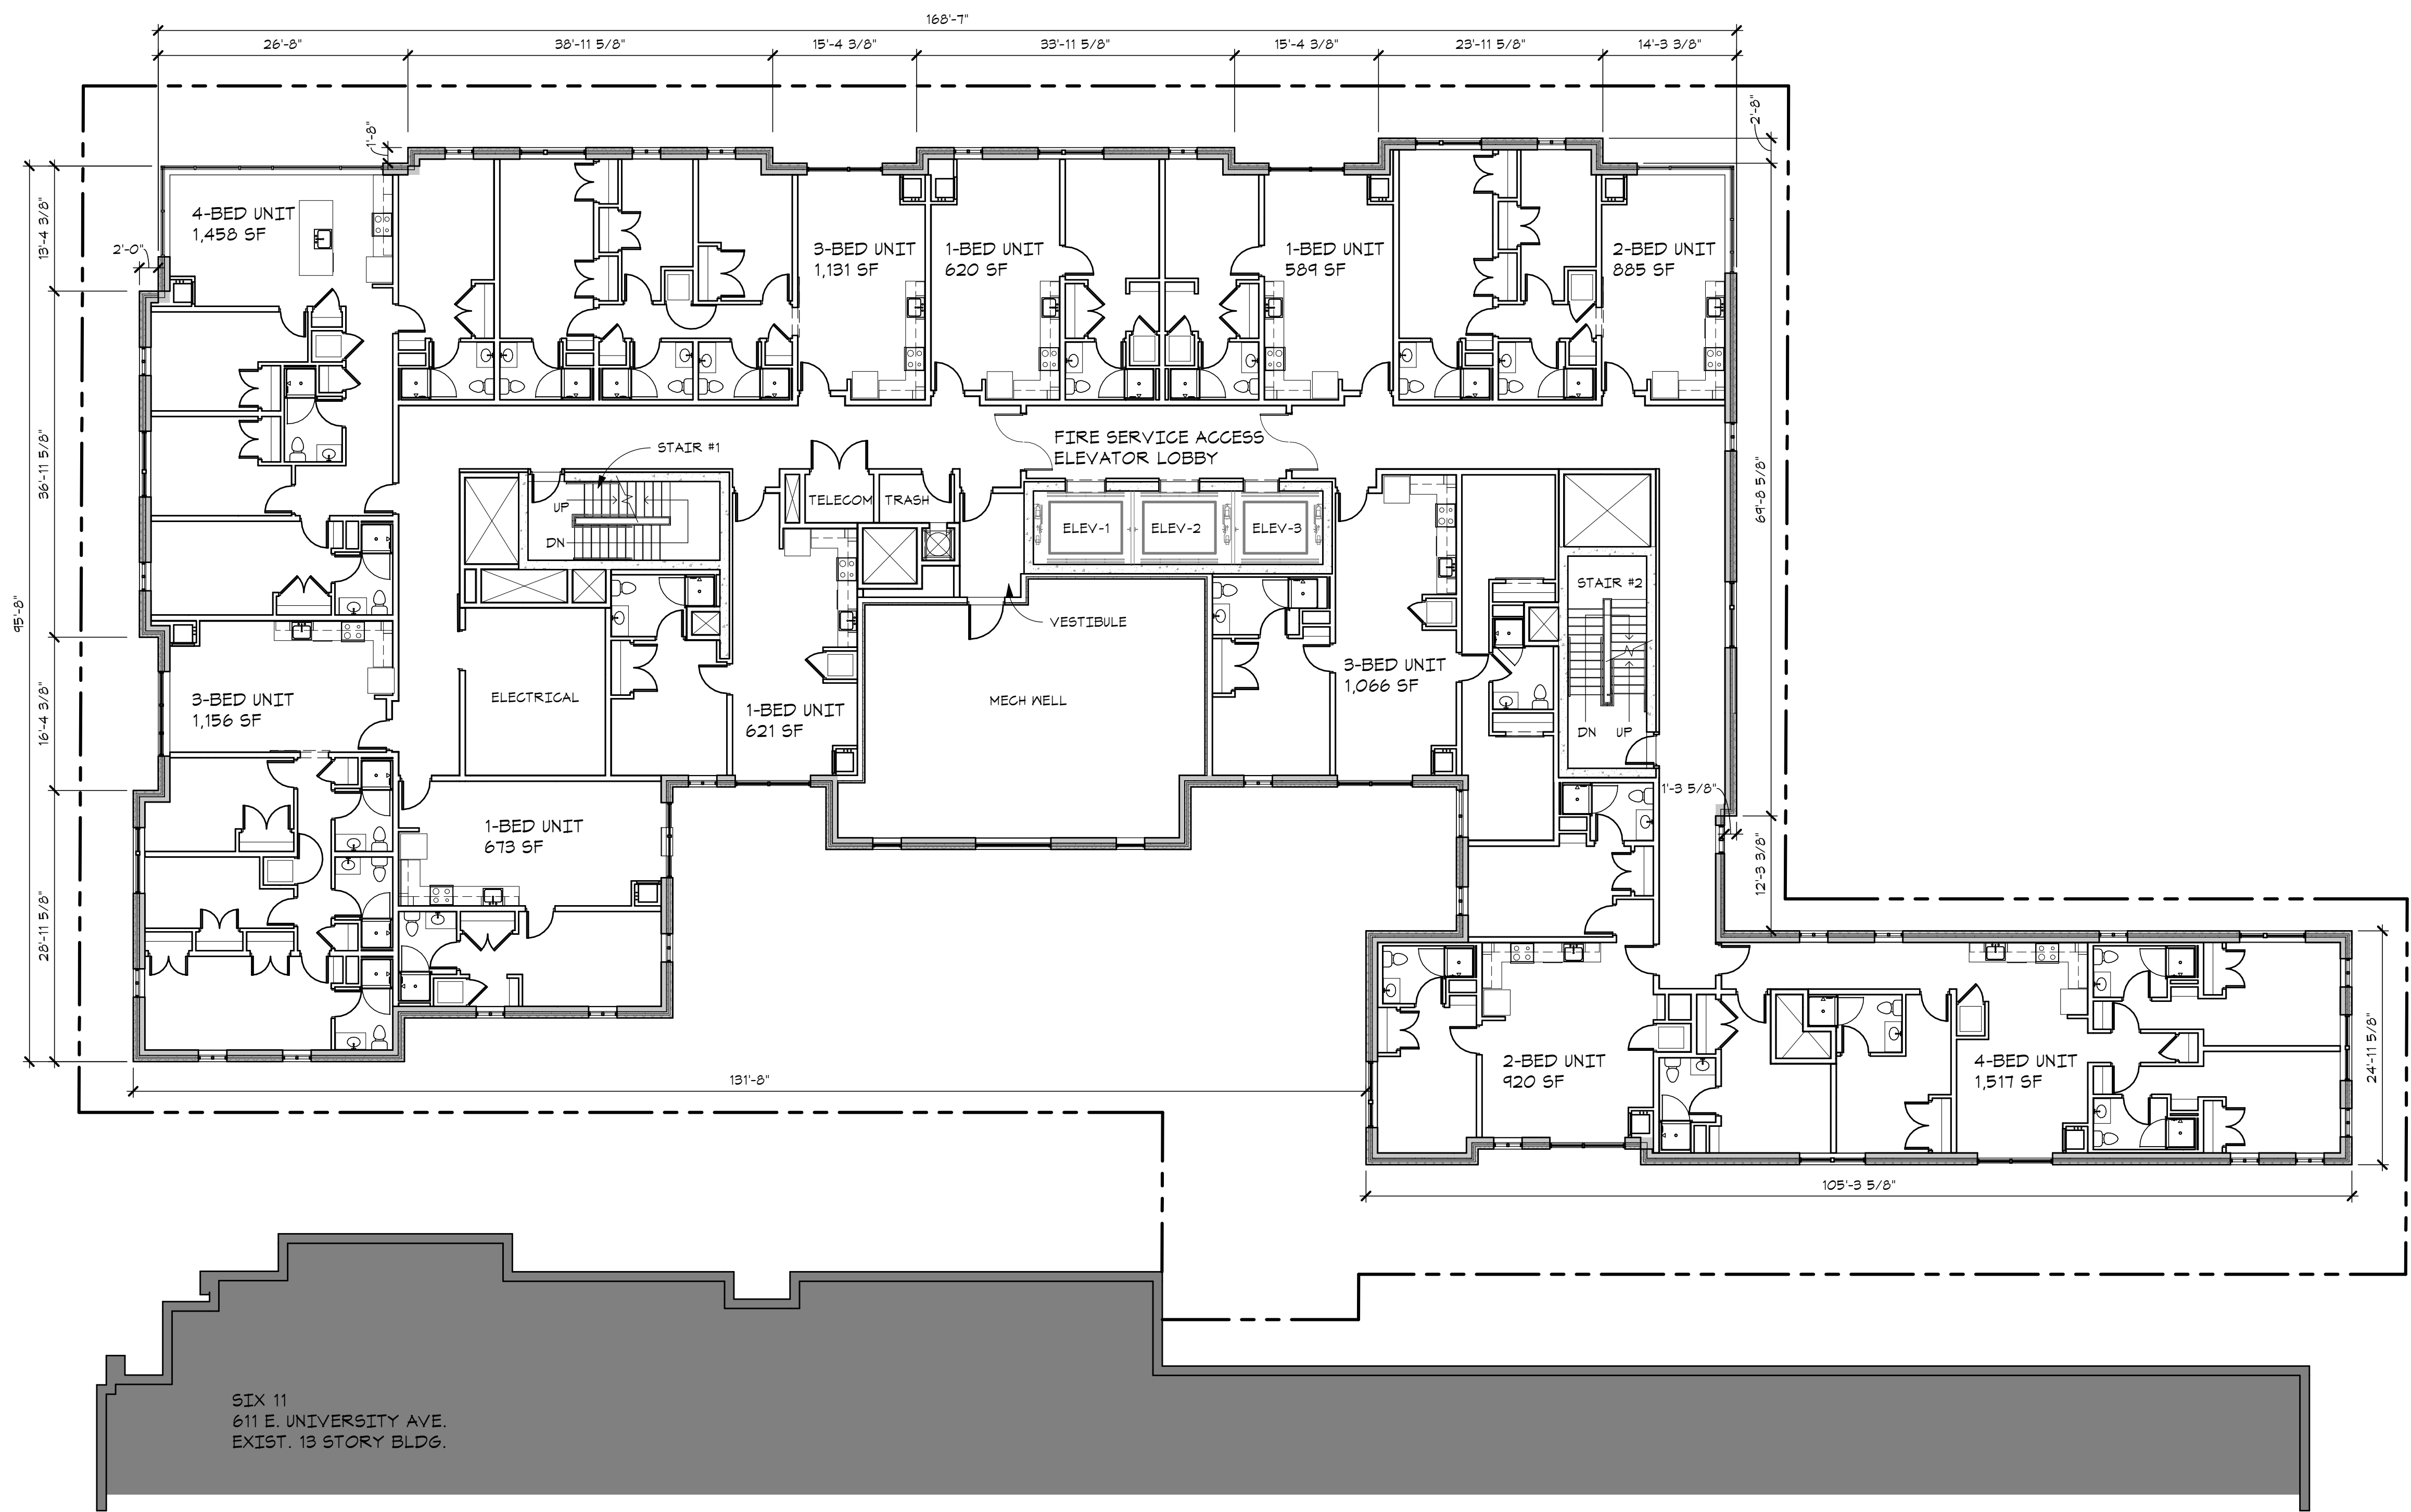 168'-7"
26'-8"
38'-11 5/8"
15'-4 3/8"
33'-11 5/8"
15'-4 3/8"
23'-11 5/8"
14'-3 3/8"
2'-8"
1'-8"
13'-4 3/8"
2'-0"
4-BED UNIT
1,458 SF
3-BED UNIT
1,131 SF
1-BED UNIT
620 SF
1-BED UNIT
589 SF
2-BED UNIT
885 SF
36'-11 5/8"
95'-8"
STAIR #1
FIRE SERVICE ACCESS
ELEVATOR LOBBY
UP
DN
TELECOM
TRASH
ELEV-1
ELEV-2
ELEV-3
69'-8 5/8"
STAIR #2
VESTIBULE
16'-4 3/8"
3-BED UNIT
1,156 SF
ELECTRICAL
1-BED UNIT
621 SF
MECH WELL
3-BED UNIT
1,066 SF
DN
UP
1'-3 5/8"
1-BED UNIT
673 SF
12'-3 3/8"
28'-11 5/8"
2-BED UNIT
920 SF
4-BED UNIT
1,517 SF
24'-11 5/8"
131'-8"
105'-3 5/8"
SIX 11
611 E. UNIVERSITY AVE.
EXIST. 13 STORY BLDG.